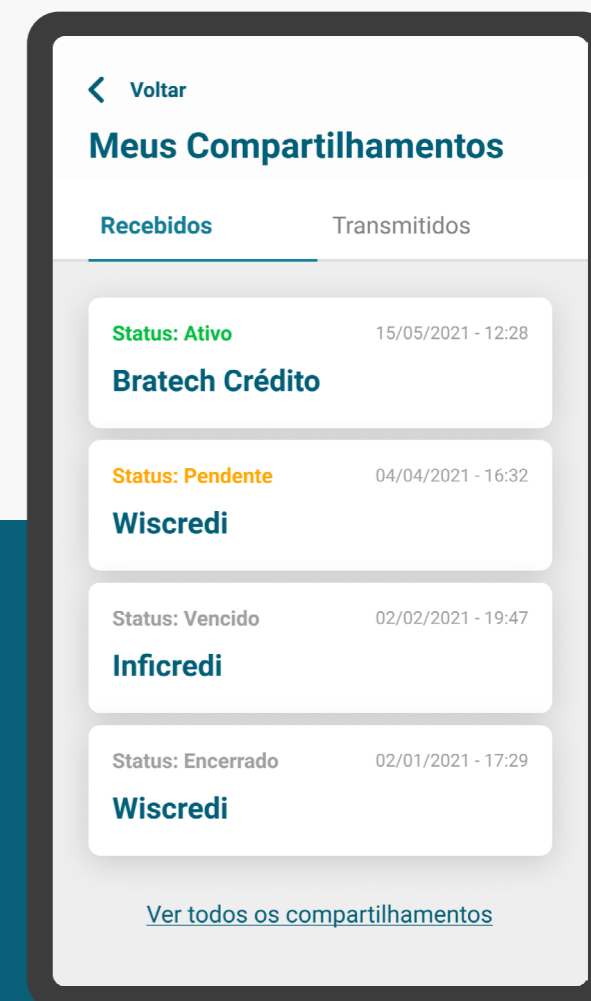 Voltar
Meus Compartilhamentos
Recebidos Transmitidos
Status: Ativo 15/05/2021 - 12:28
Bratech Crédito
Status: Pendente 04/04/2021 - 16:32
Wiscredi
Status: Vencido 02/02/2021 - 19:47
Inficredi
Status: Encerrado 02/01/2021 - 17:29
Wiscredi
Ver todos os compartilhamentos